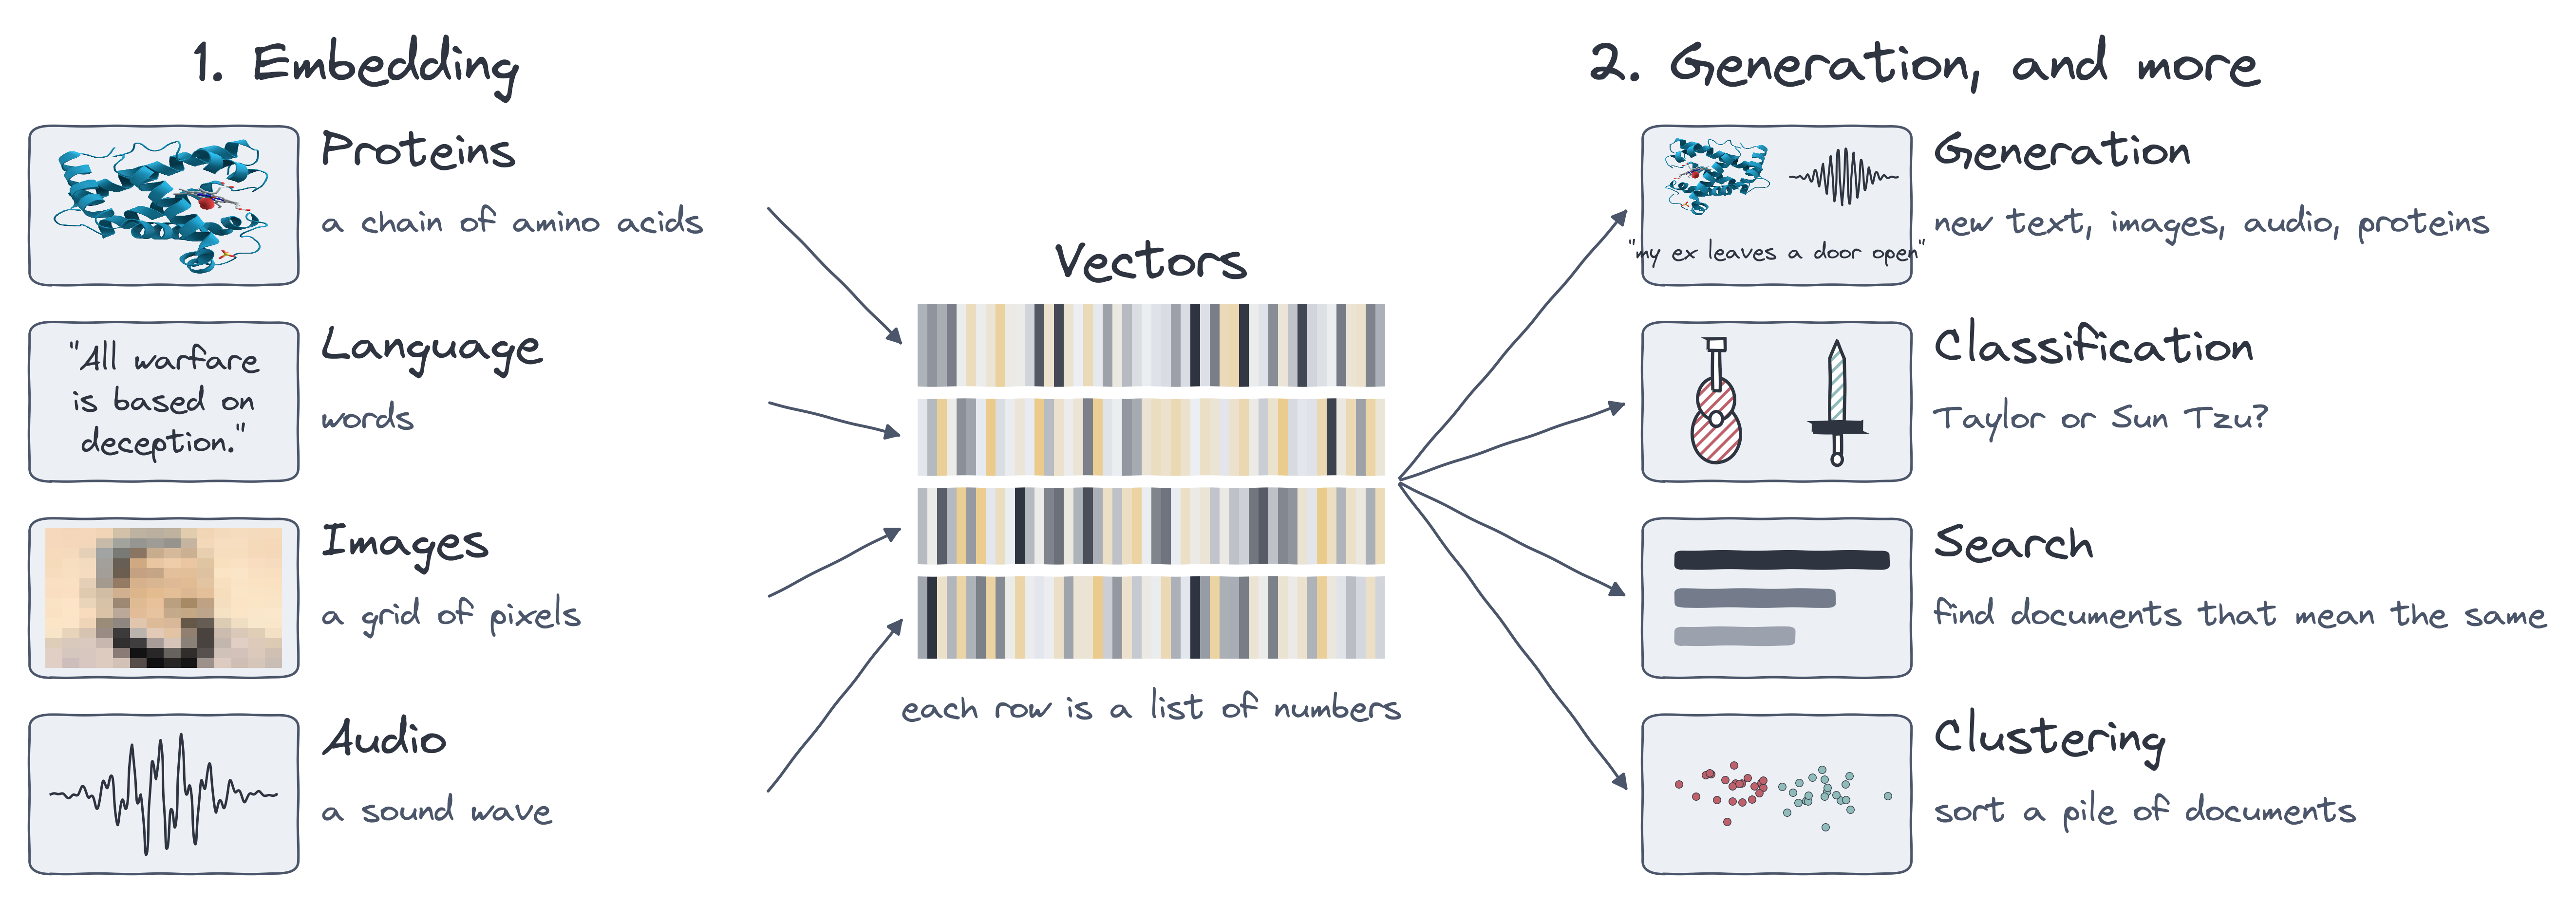 1. Embedding
Proteins
a chain of amino acids
"All warfare
is based on
deception."
Language
words
Images
a grid of pixels
Audio
a sound wave
Vectors
each row is a list of numbers
2. Generation, and more
"my ex leaves a door open"
Generation
new text, images, audio, proteins
Classification
Taylor or Sun Tzu?
Search
find documents that mean the same
Clustering
sort a pile of documents